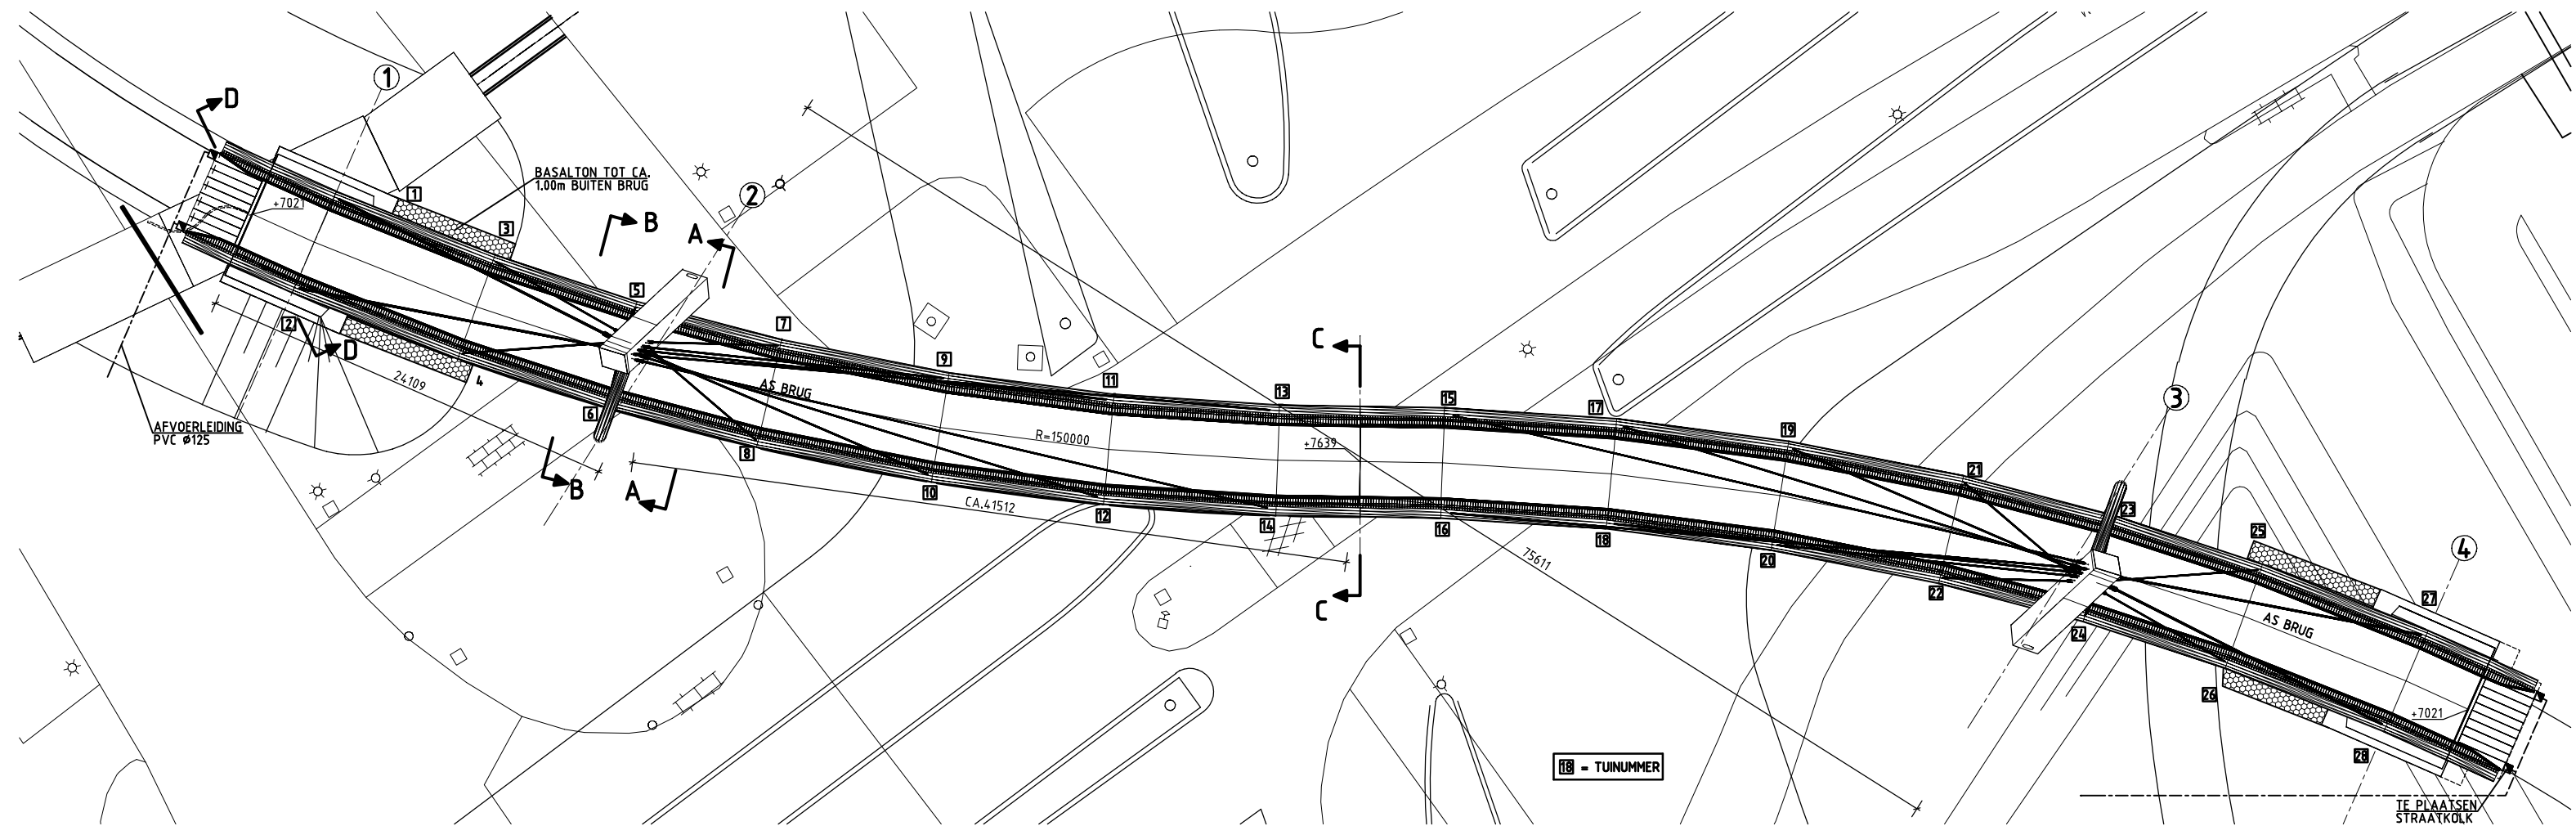 1
D
BASALTON TOT CA.
1.00m BUITEN BRUG
1
2
+7021
3
B
A
5
7
2
D
9
24109
4
AS BRUG
11
13
C
15
17
6
8
R=150000
+7639
19
3
AFVOERLEIDING
PVC Ø125
21
10
B
A
CA.41512
12
14
16
18
75611
20
22
23
25
4
C
24
27
AS BRUG
26
+7021
28
18 = TUINUMMER
TE PLAATSEN
STRAATKOLK